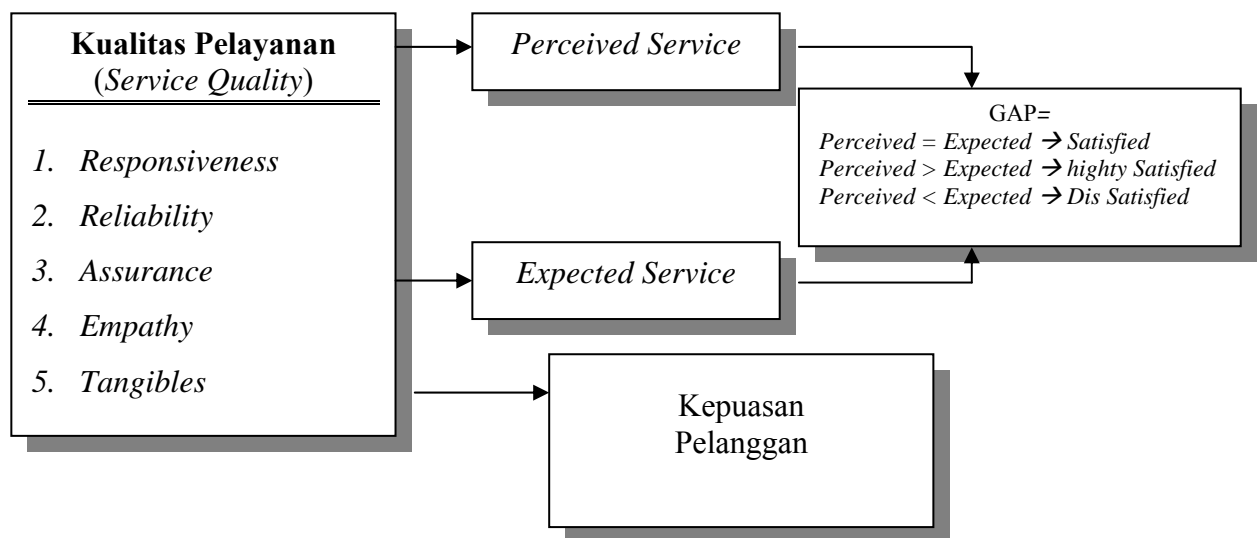 Kualitas Pelayanan
(Service Quality)
1. Responsiveness
2. Reliability
3. Assurance
4. Empathy
5. Tangibles
Perceived Service
Expected Service
GAP=
Perceived = Expected → Satisfied
Perceived > Expected → highty Satisfied
Perceived < Expected → Dis Satisfied
Kepuasan
Pelanggan